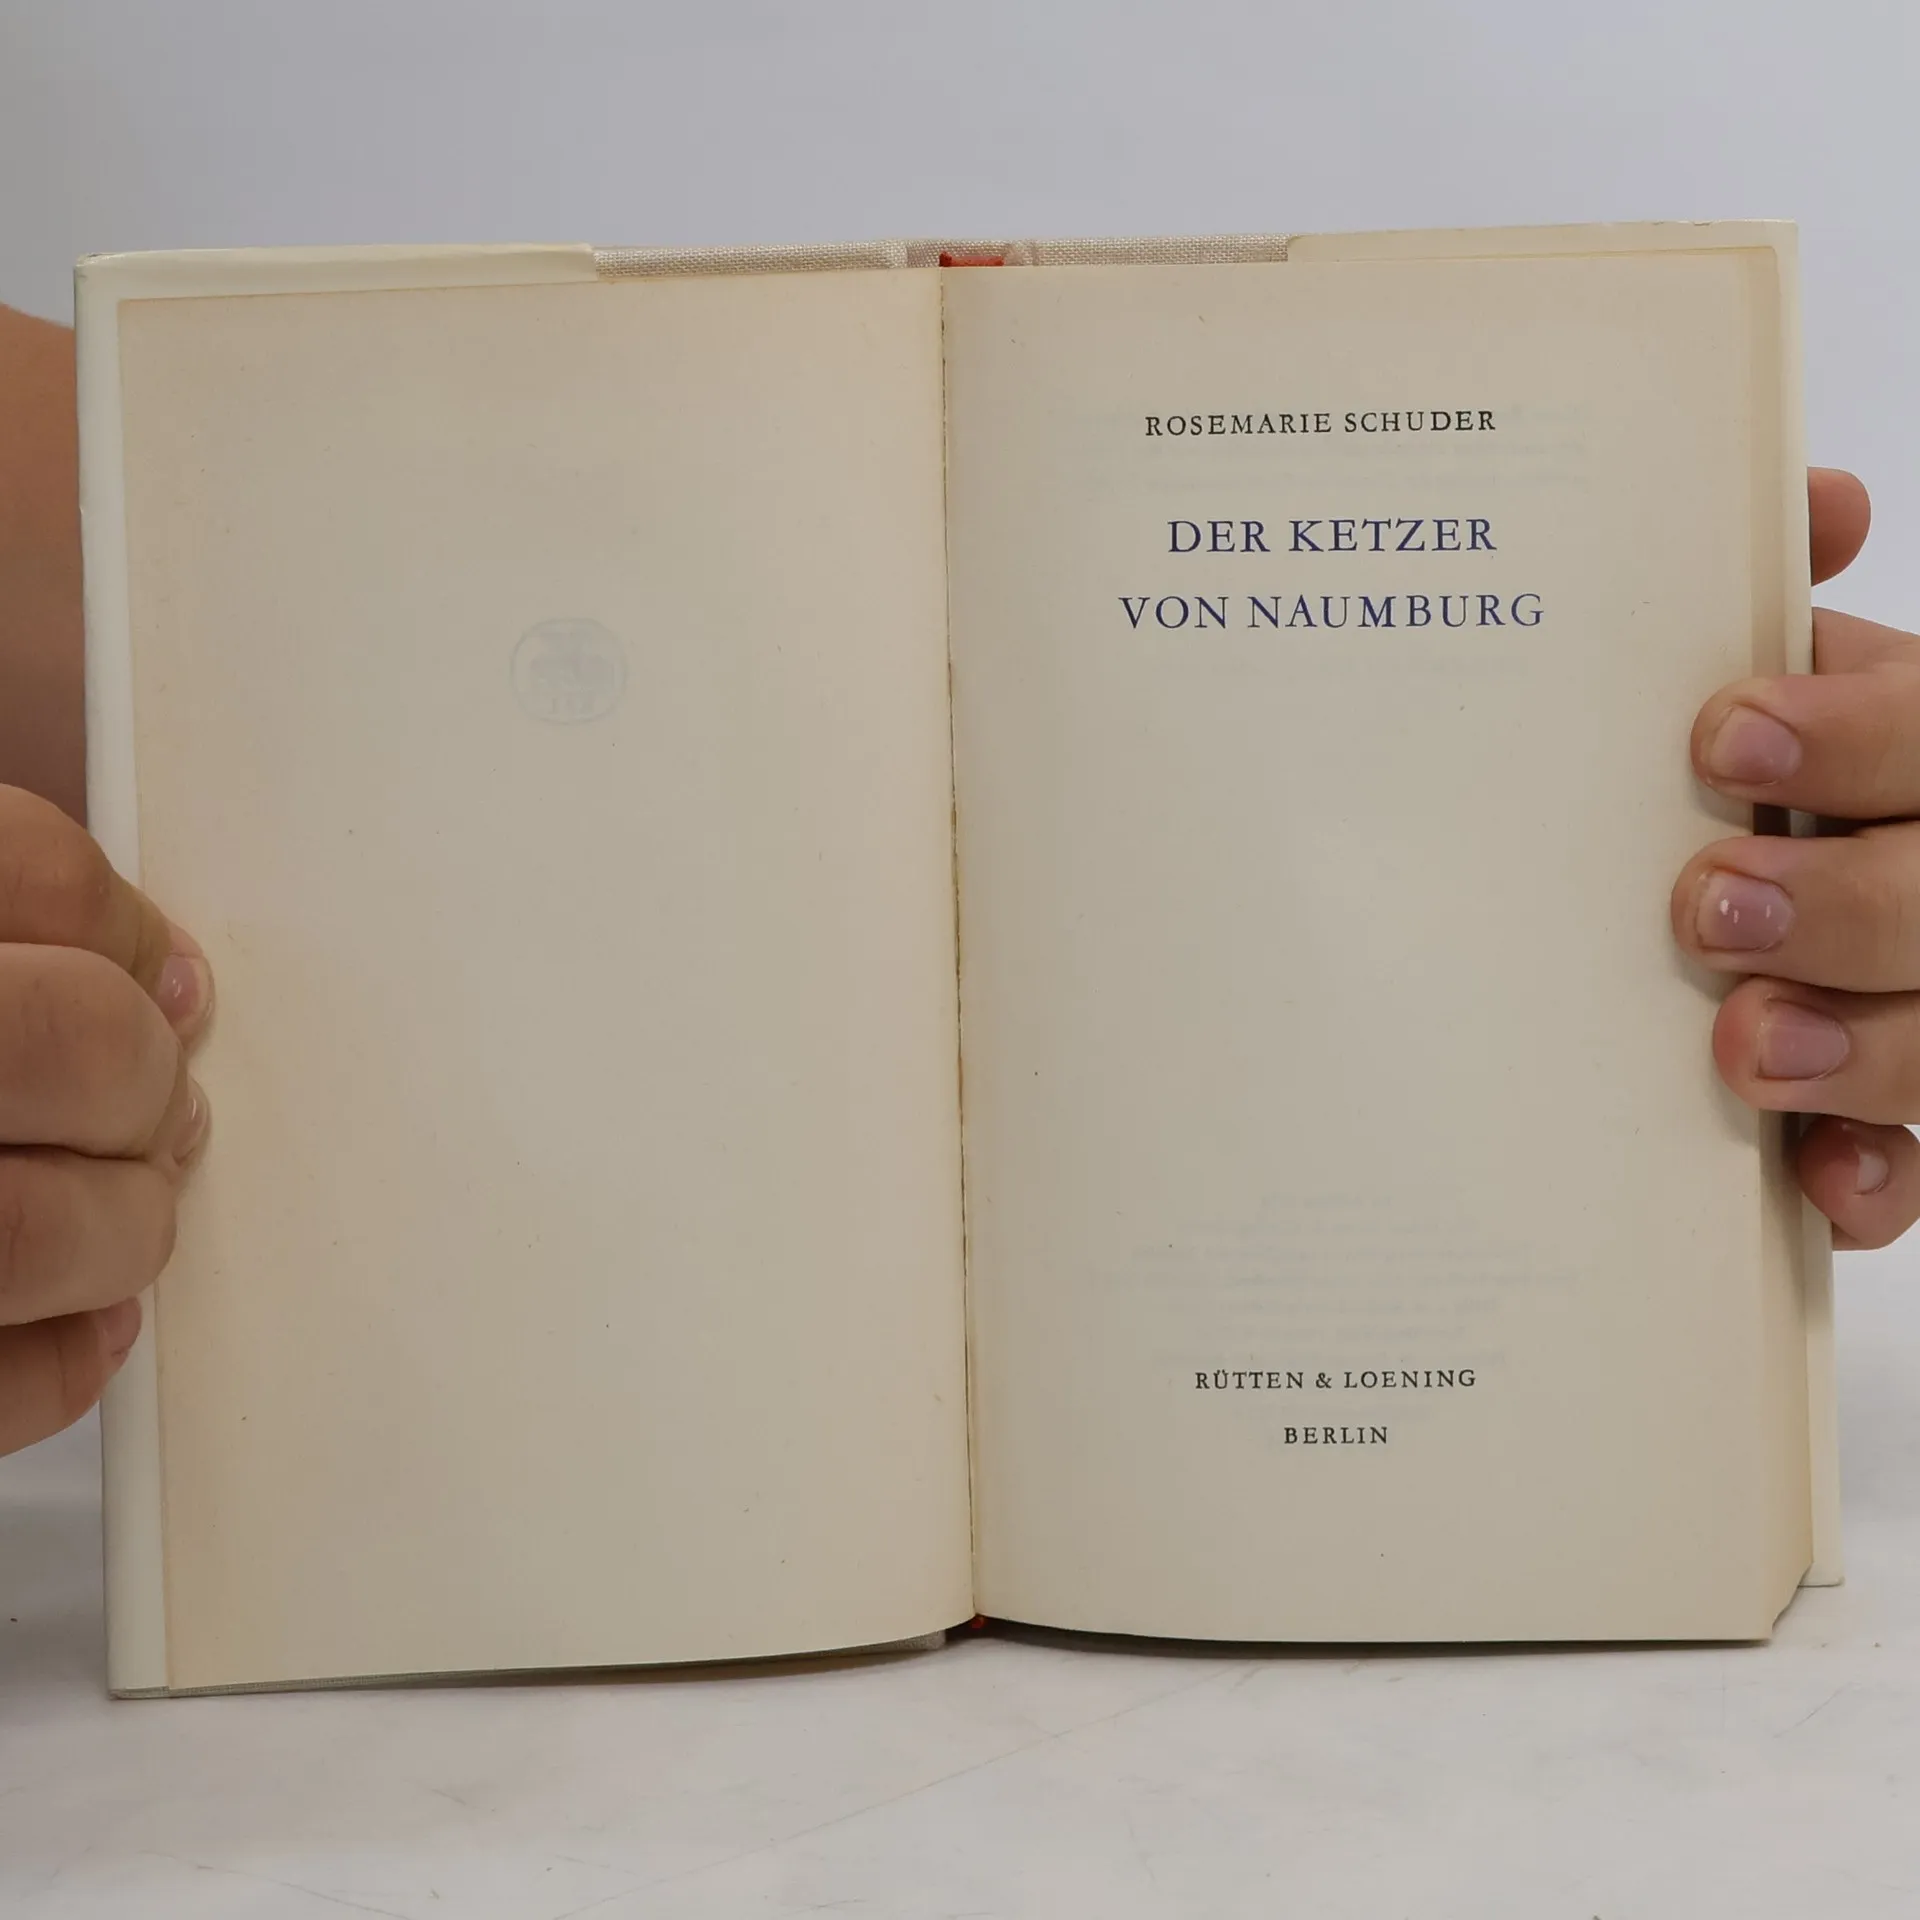 ROSEMARIE SCHUDER
DER KETZER
VON NAUMBURG
RÜTTEN & LOENING
BERLIN